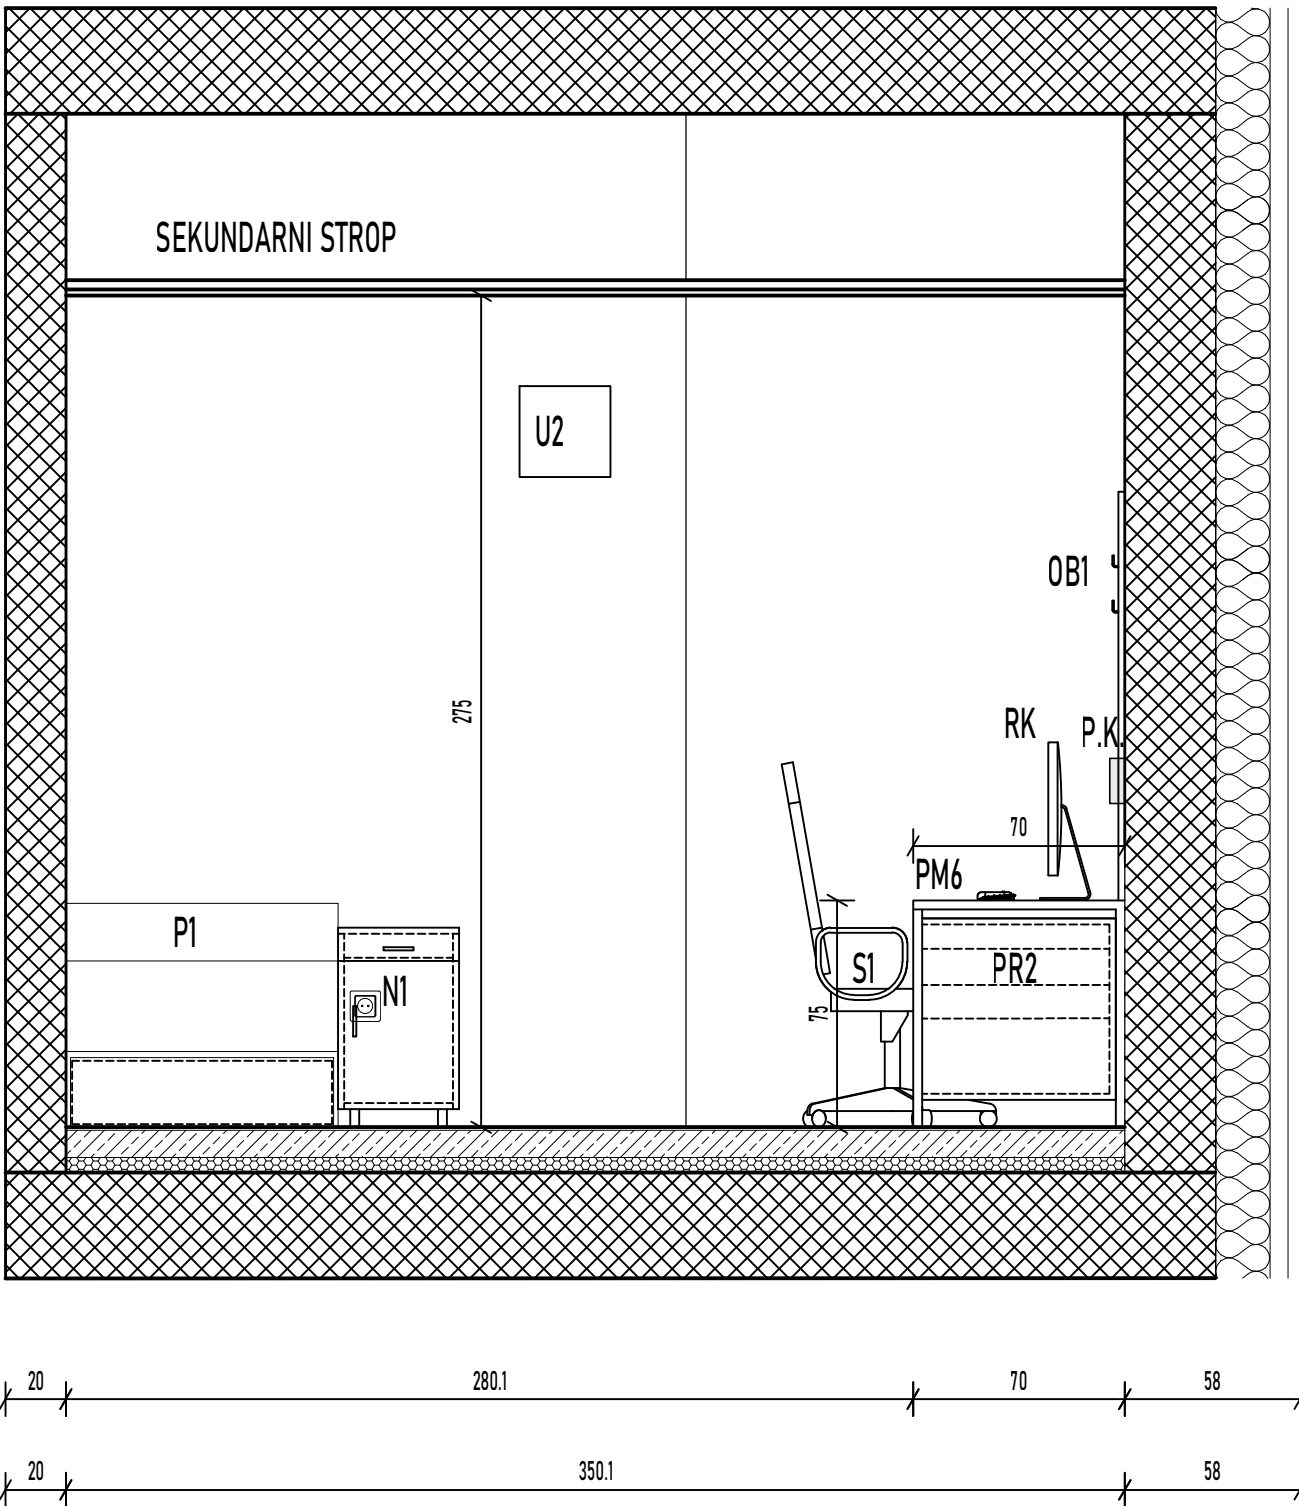 SEKUNDARNI STROP
U2
OB1
275
RK
P.K.
70
PM6
P1
S1
PR2
N1
75
20 280.1 70 58
20 350.1 58